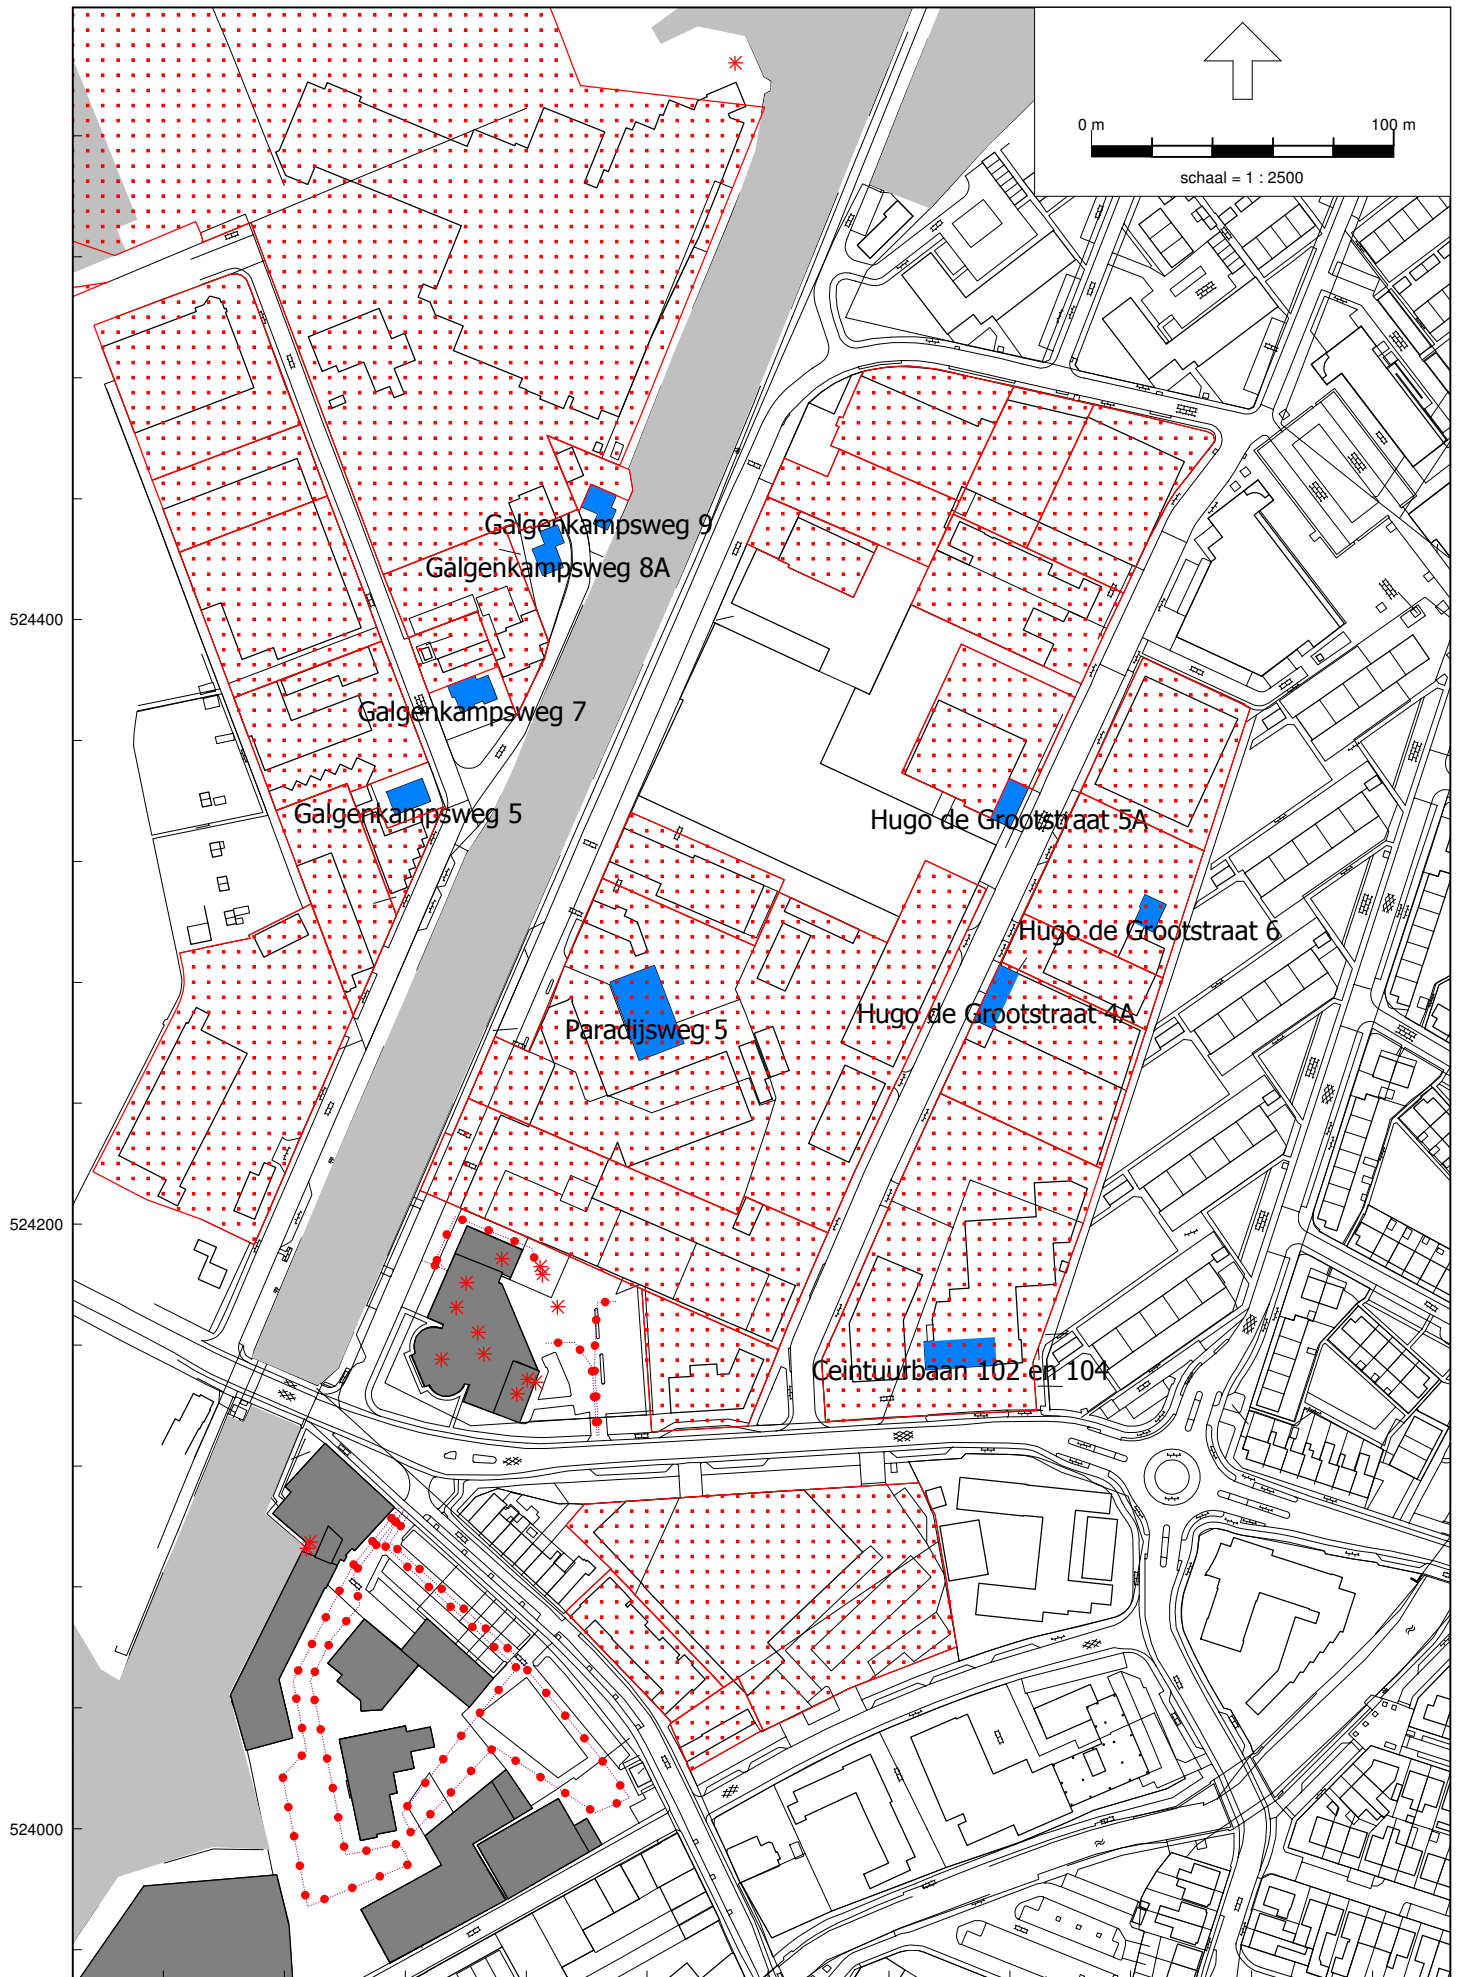 0 m 100 m
schaal = 1 : 2500
Galgenkampsweg 9
Galgenkampsweg 8A
524400
Galgenkampsweg 7
Galgenkampsweg 5
Hugo de Grootstraat 5A
Hugo de Grootstraat 6
Hugo de Grootstraat 4A
Paradijsweg 5
524200
Ceintuurbaan 102 en 104
524000